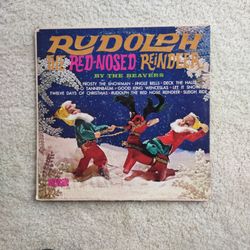 RUDOLPH
THE RED-NOSED REINDEER
BY THE BEAVERS
FROSTY THE SNOWMAN • JINGLE BELLS • DECK THE HALLS
O TANNENBAUM • GOOD KING WENCESLAS • LET IT SNOW
TWELVE DAYS OF CHRISTMAS • RUDOLPH THE RED NOSE REINDEER • SLEIGH RIDE